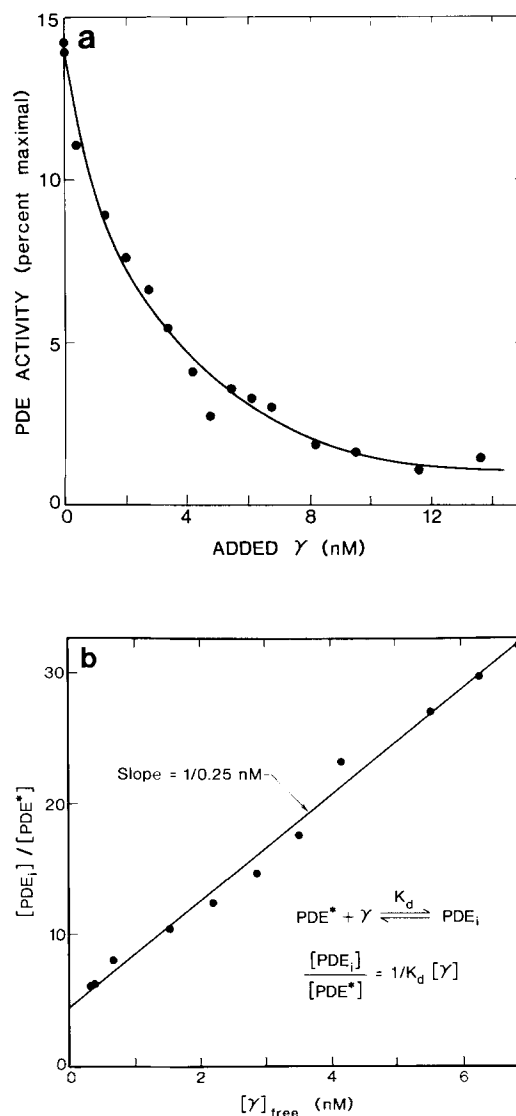 a
15
10
5
0
PDE ACTIVITY (percent maximal)
0 4 8 12
ADDED γ (nM)
b
30
20
10
0
[PDEi] / [PDE*]
Slope = 1/0.25 nM
PDE* + γ ⇌ PDEi
Kd
[PDEi]
[PDE*]
= 1/Kd [γ]
0 2 4 6
[γ]free (nM)